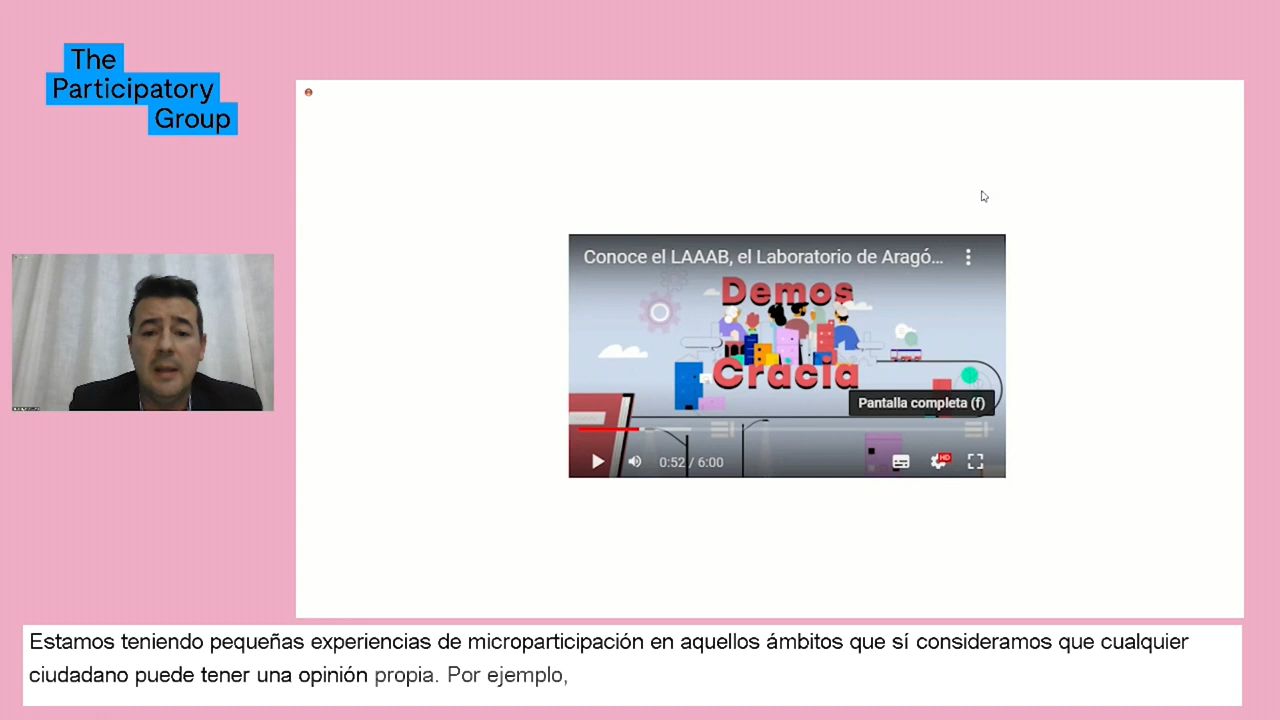 The
Participatory
Group
Conoce el LAAAB, el Laboratorio de Aragó...
Demos
Cracia
Pantalla completa (f)
0:52 / 6:00
HD
Estamos teniendo pequeñas experiencias de microparticipación en aquellos ámbitos que sí consideramos que cualquier
ciudadano puede tener una opinión propia. Por ejemplo,